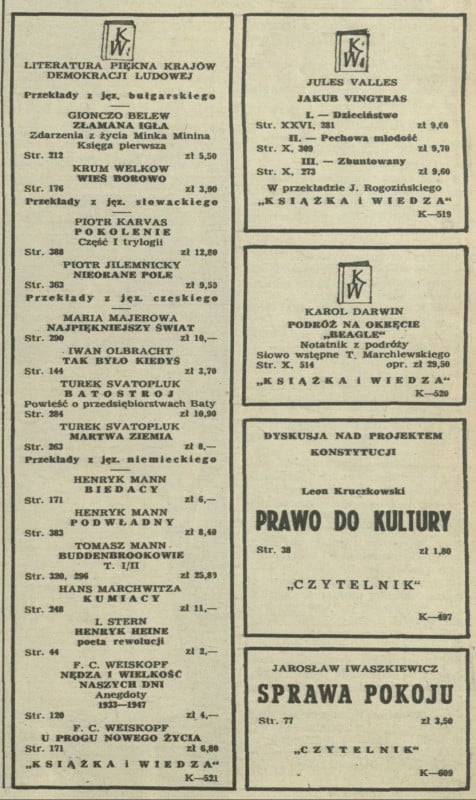 K
W
LITERATURA PIĘKNA KRAJÓW
DEMOKRACJI LUDOWEJ
Przekłady z jęz. bułgarskiego
GIONCZO BELEW
ZŁAMANA IGŁA
Zdarzenia z życia Minka Minina
Księga pierwsza
Str. 212 zł 5,50
KRUM WELKOW
WIEŚ BOROWO
Str. 176 zł 3,90
Przekłady z jęz. słowackiego
PIOTR KARVAS
POKOLENIE
Część I trylogii
Str. 388 zł 12,80
PIOTR JILEMNICKY
NIEORANE POLE
Str. 363 zł 9,55
Przekłady z jęz. czeskiego
MARIA MAJEROWA
NAJPIĘKNIEJSZY ŚWIAT
Str. 290 zł 10,—
IWAN OLBRACHT
TAK BYŁO KIEDYŚ
Str. 144 zł 3,70
TUREK SVATOPLUK
BATOSTROJ
Powieść o przedsiębiorstwach Baty
Str. 284 zł 10,90
TUREK SVATOPLUK
MARTWA ZIEMIA
Str. 263 zł 8,—
Przekłady z jęz. niemieckiego
HENRYK MANN
BIEDACY
Str. 171 zł 6,—
HENRYK MANN
PODWŁADNY
Str. 383 zł 8,40
TOMASZ MANN
BUDDENBROOKOWIE
T. I/II
Str. 320, 296 zł 25,85
HANS MARCHWITZA
KUMIACY
Str. 248 zł 11,—
I. STERN
HENRYK HEINE
poeta rewolucji
Str. 44 zł 2,—
F. C. WEISKOPF
NĘDZA I WIELKOŚĆ
NASZYCH DNI
Anegdoty
1933—1947
Str. 120 zł 4,—
F. C. WEISKOPF
U PROGU NOWEGO ŻYCIA
Str. 171 zł 6,80
„KSIĄŻKA i WIEDZA"
K—521
K
W
JULES VALLES
JAKUB VINGTRAS
I. — Dzieciństwo
Str. XXVI, 281 zł 9,60
II. — Pechowa młodość
Str. X, 309 zł 9,70
III. — Zbuntowany
Str. X, 273 zł 9,60
W przekładzie J. Rogozińskiego
„KSIĄŻKA i WIEDZA"
K—519
K
W
KAROL DARWIN
PODRÓŻ NA OKRĘCIE
„BEAGLE"
Notatnik z podróży
Słowo wstępne T. Marchlewskiego
Str. X, 514 opr. zł 29,50
„KSIĄŻKA i WIEDZA"
K—520
DYSKUSJA NAD PROJEKTEM
KONSTYTUCJI
Leon Kruczkowski
PRAWO DO KULTURY
Str. 38 zł 1,80
„CZYTELNIK"
K—697
JAROSŁAW IWASZKIEWICZ
SPRAWA POKOJU
Str. 77 zł 3,50
„CZYTELNIK"
K—609